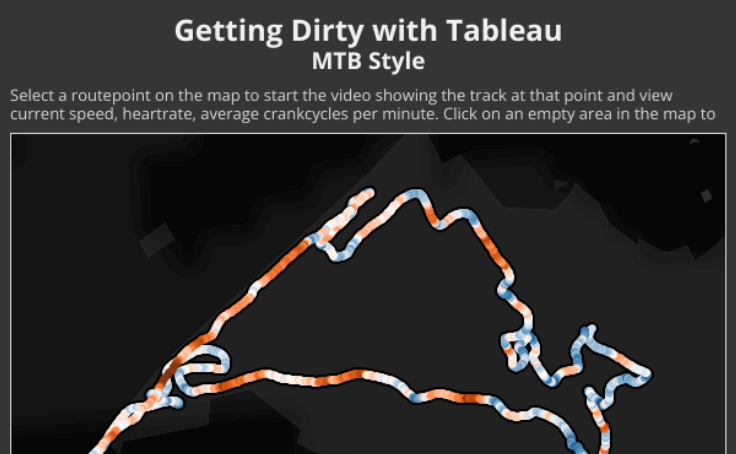 Getting Dirty with Tableau
MTB Style
Select a routepoint on the map to start the video showing the track at that point and view
current speed, heartrate, average crankcycles per minute. Click on an empty area in the map to